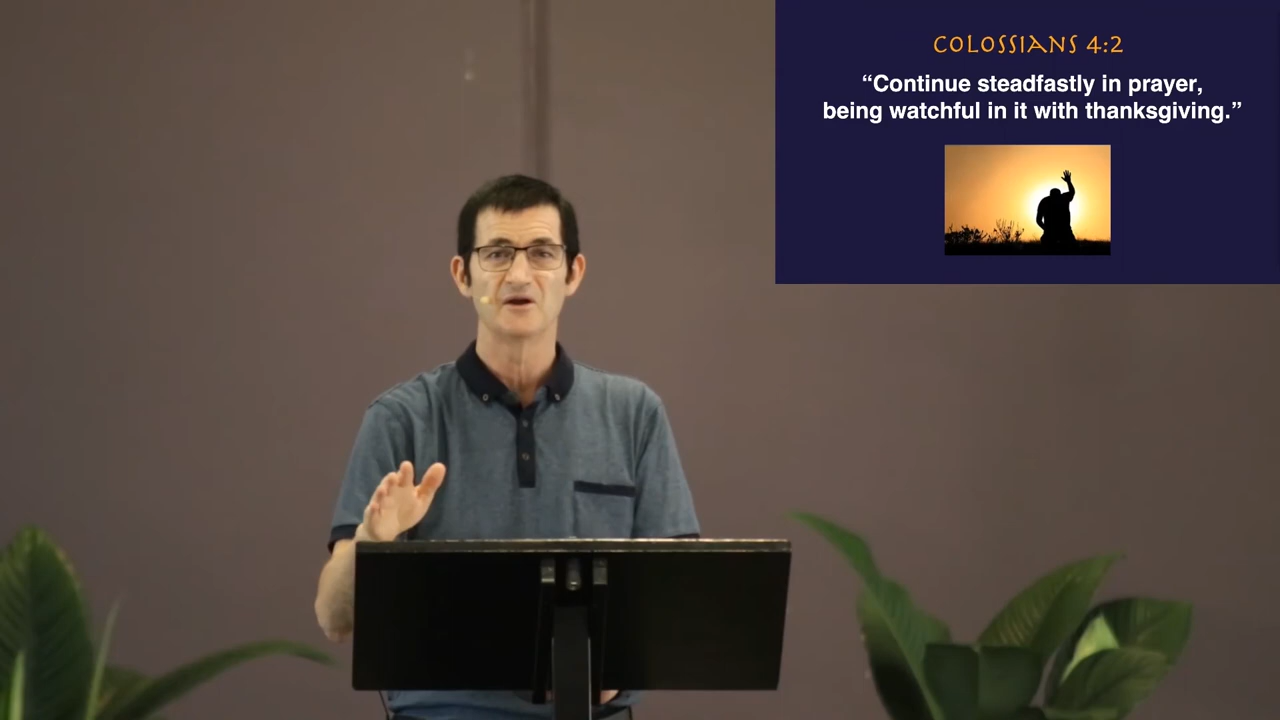 COLOSSIANS 4:2
“Continue steadfastly in prayer,
being watchful in it with thanksgiving.”